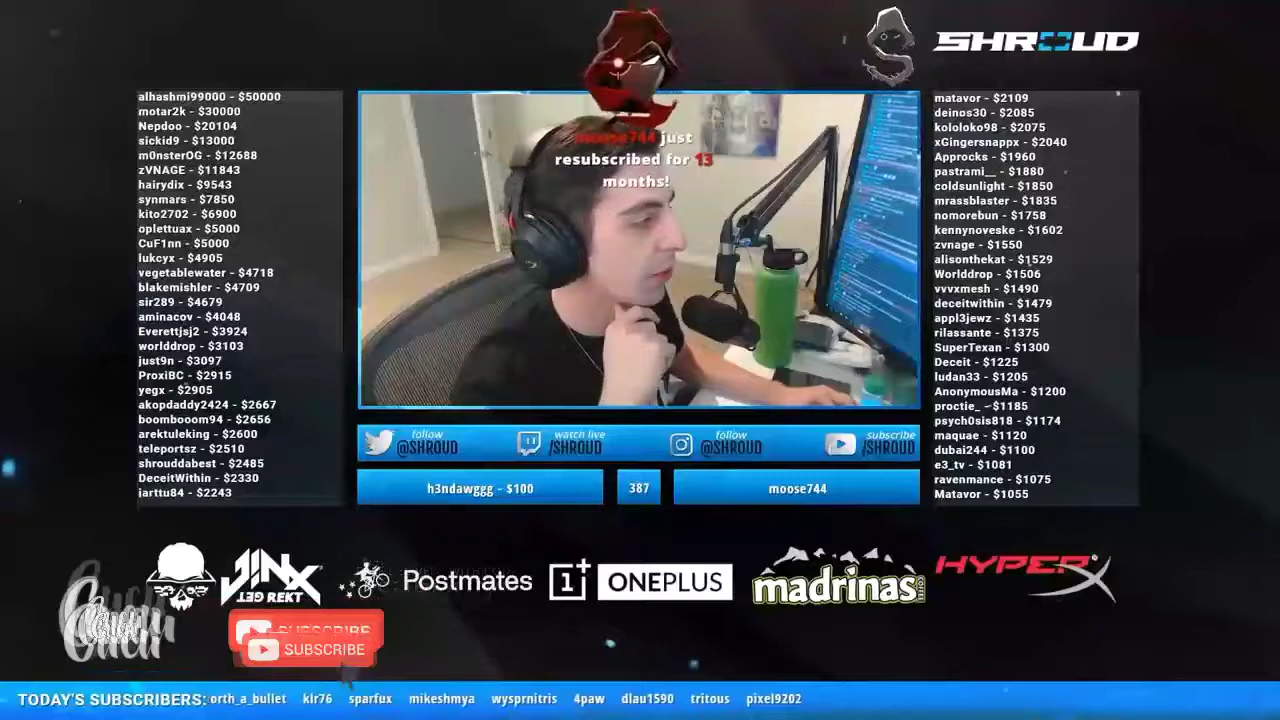 SHROUD
alhashmi99000 - $50000
motar2k - $30000
Nepdoo - $20104
sickid9 - $13000
m0nsterOG - $12688
zVNAGE - $11843
hairydix - $9543
synmars - $7850
kito2702 - $6900
oplettuax - $5000
CuF1nn - $5000
lukcyx - $4905
vegetablewater - $4718
blakemishler - $4709
sir289 - $4679
aminacov - $4048
Everettjsj2 - $3924
worlddrop - $3103
just9n - $3097
ProxiBC - $2915
yegx - $2905
akopdaddy2424 - $2667
boombooom94 - $2656
arektuleking - $2600
teleportsz - $2510
shrouddabest - $2485
DeceitWithin - $2330
iarttu84 - $2243
moose744 just
resubscribed for 13
months!
matavor - $2109
deinos30 - $2085
kololoko98 - $2075
xGingersnappx - $2040
Approcks - $1960
pastrami__ - $1880
coldsunlight - $1850
mrassblaster - $1835
nomorebun - $1758
kennynoveske - $1602
zvnage - $1550
alisonthekat - $1529
Worlddrop - $1506
vvvxmesh - $1490
deceitwithin - $1479
appl3jewz - $1435
rilassante - $1375
SuperTexan - $1300
Deceit - $1225
ludan33 - $1205
AnonymousMa - $1200
proctie_ - $1185
psych0sis818 - $1174
maquae - $1120
dubai244 - $1100
e3_tv - $1081
ravenmance - $1075
Matavor - $1055
follow @SHROUD
watch live /SHROUD
follow @SHROUD
subscribe /SHROUD
h3ndawggg - $100
387
moose744
JINX
GET REKT
Postmates
1+ ONEPLUS
madrinas
HYPERX
SUBSCRIBE
SUBSCRIBE
TODAY'S SUBSCRIBERS: orth_a_bullet klr76 sparfux mikeshmya wysprnitris 4paw dlau1590 tritous pixel9202